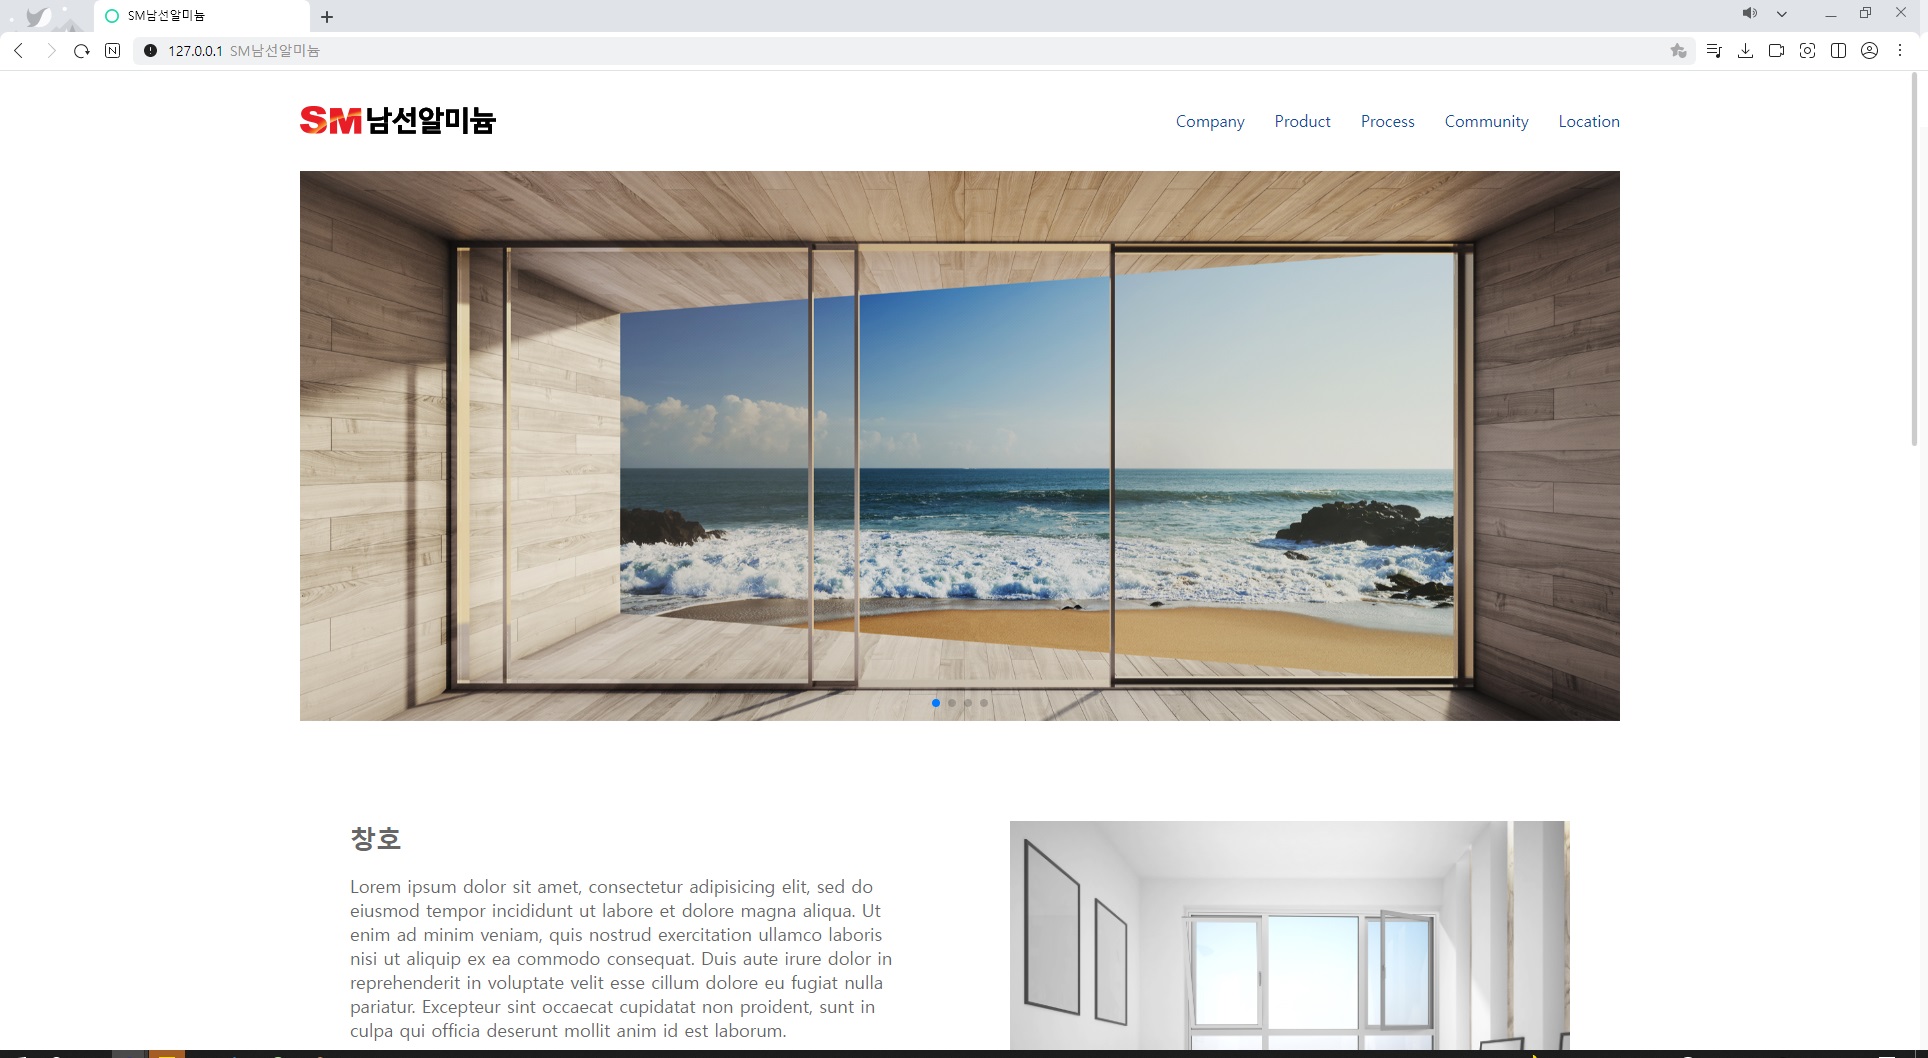 SM남선알미늄
127.0.0.1 SM남선알미늄
SM남선알미늄
Company Product Process Community Location
창호
Lorem ipsum dolor sit amet, consectetur adipisicing elit, sed do
eiusmod tempor incididunt ut labore et dolore magna aliqua. Ut
enim ad minim veniam, quis nostrud exercitation ullamco laboris
nisi ut aliquip ex ea commodo consequat. Duis aute irure dolor in
reprehenderit in voluptate velit esse cillum dolore eu fugiat nulla
pariatur. Excepteur sint occaecat cupidatat non proident, sunt in
culpa qui officia deserunt mollit anim id est laborum.